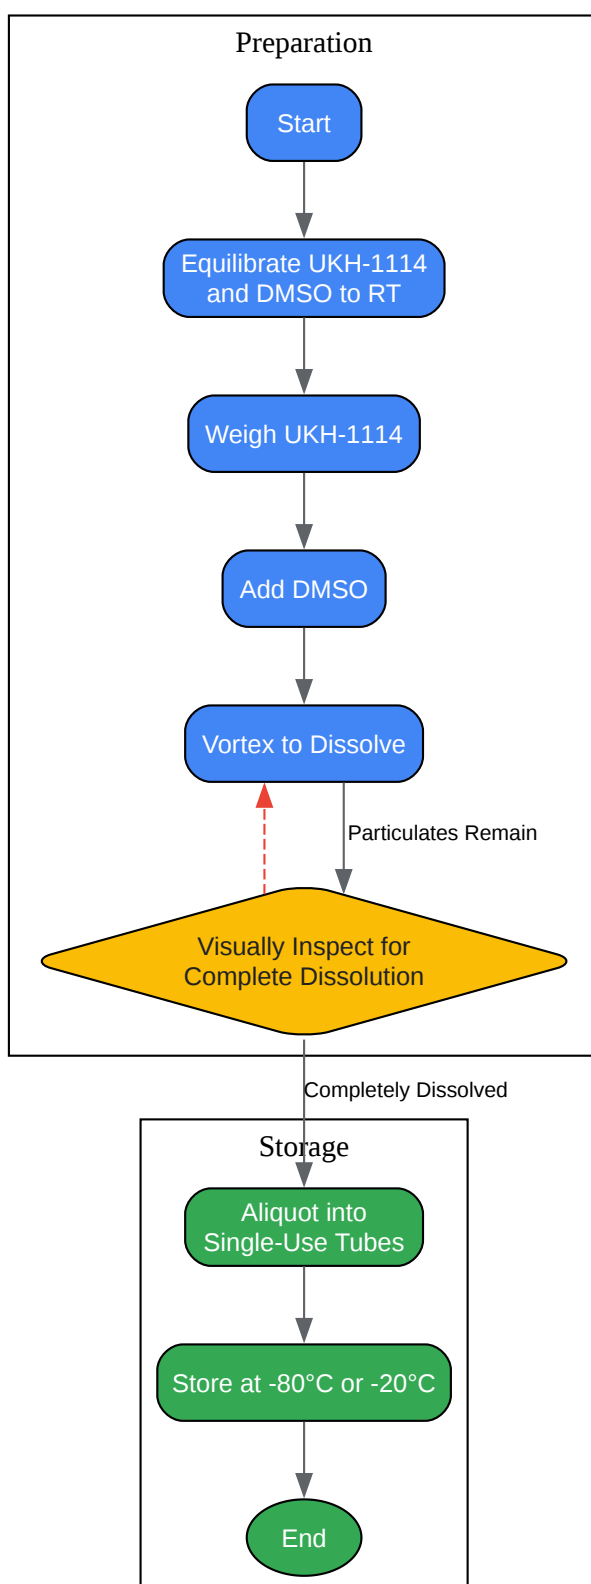 Preparation
Start
Equilibrate UKH-1114
and DMSO to RT
Weigh UKH-1114
Add DMSO
Vortex to Dissolve
Particulates Remain
Visually Inspect for
Complete Dissolution
Completely Dissolved
Storage
Aliquot into
Single-Use Tubes
Store at -80°C or -20°C
End